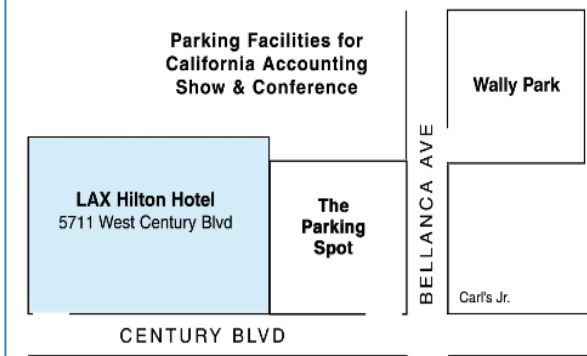 Parking Facilities for
California Accounting
Show & Conference
Wally Park
LAX Hilton Hotel
5711 West Century Blvd
The
Parking
Spot
BELLANCA AVE
Carl's Jr.
CENTURY BLVD